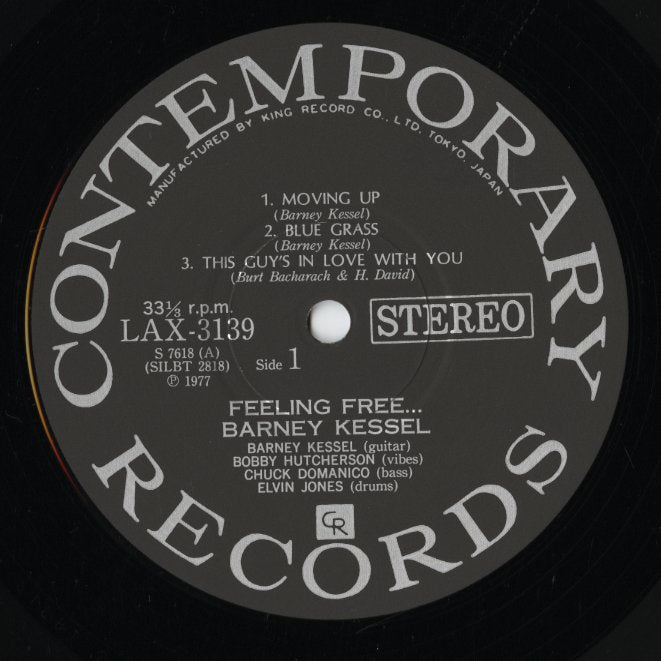 CONTEMPORARY
MANUFACTURED BY KING RECORD CO., LTD. TOKYO, JAPAN
1. MOVING UP
(Barney Kessel)
2. BLUE GRASS
(Barney Kessel)
3. THIS GUY'S IN LOVE WITH YOU
(Burt Bacharach & H. David)
33⅓ r.p.m.
LAX-3139
STEREO
S 7618 (A)
(SILBT 2818)
Ⓟ 1977
Side 1
FEELING FREE...
BARNEY KESSEL
BARNEY KESSEL (guitar)
BOBBY HUTCHERSON (vibes)
CHUCK DOMANICO (bass)
ELVIN JONES (drums)
CR
RECORDS